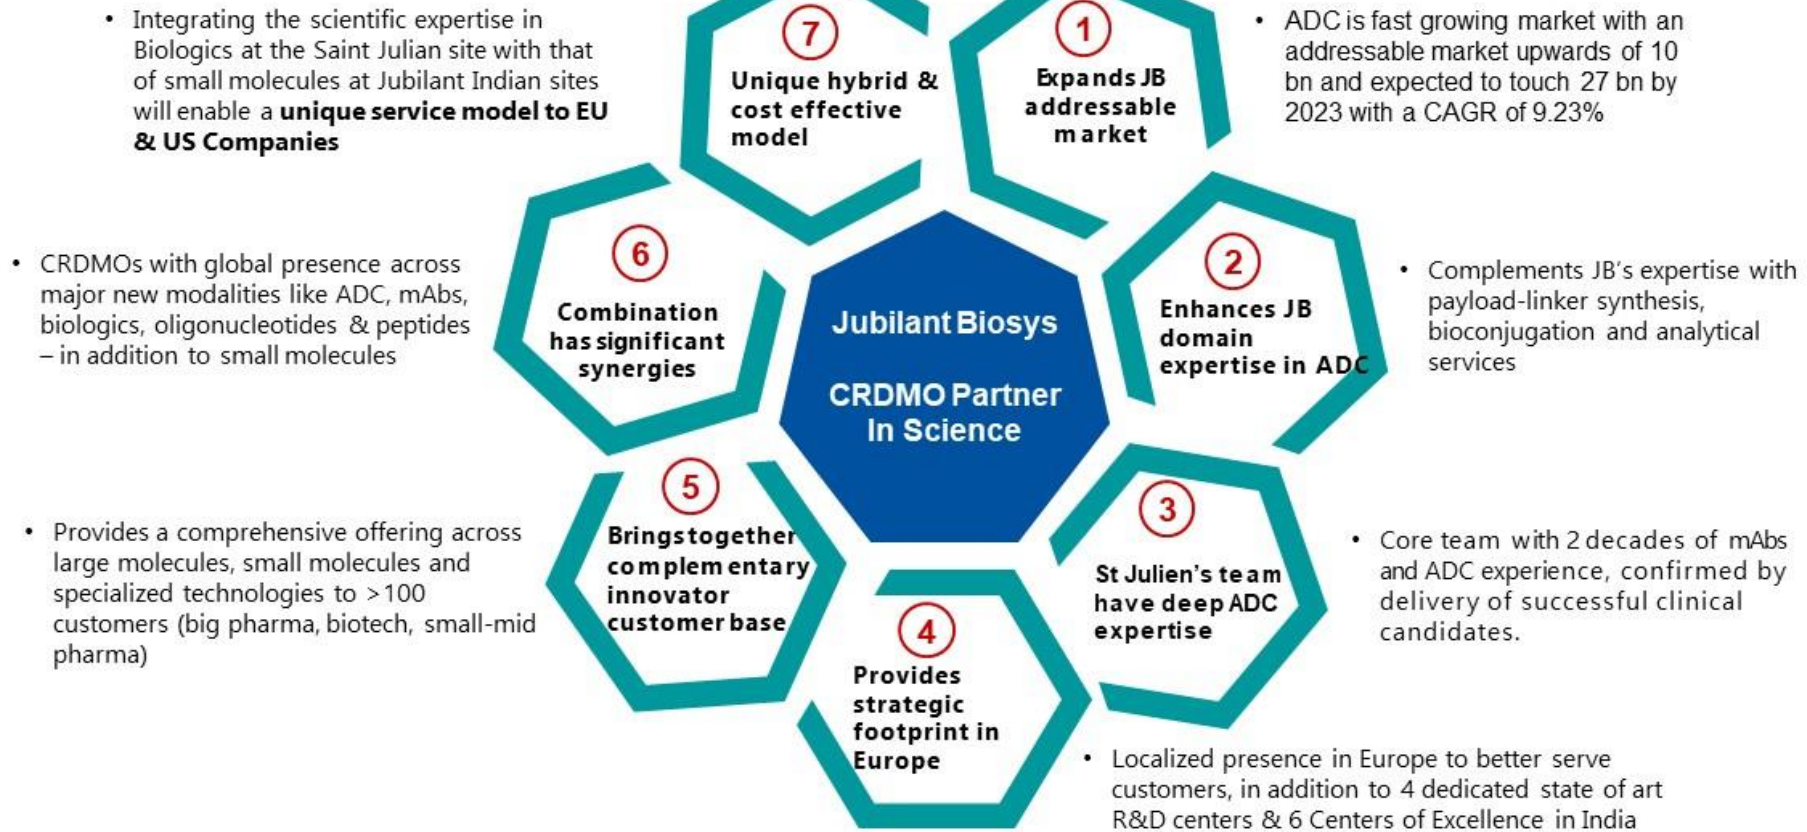 • Integrating the scientific expertise in
Biologics at the Saint Julian site with that
of small molecules at Jubilant Indian sites
will enable a unique service model to EU
& US Companies
7
Unique hybrid &
cost effective
model
1
Expands JB
addressable
market
• ADC is fast growing market with an
addressable market upwards of 10
bn and expected to touch 27 bn by
2023 with a CAGR of 9.23%
• CRDMOs with global presence across
major new modalities like ADC, mAbs,
biologics, oligonucleotides & peptides
– in addition to small molecules
6
Combination
has significant
synergies
Jubilant Biosys
CRDMO Partner
In Science
2
Enhances JB
domain
expertise in ADC
• Complements JB's expertise with
payload-linker synthesis,
bioconjugation and analytical
services
• Provides a comprehensive offering across
large molecules, small molecules and
specialized technologies to >100
customers (big pharma, biotech, small-mid
pharma)
5
Brings together
complementary
innovator
customer base
3
St Julien's team
have deep ADC
expertise
• Core team with 2 decades of mAbs
and ADC experience, confirmed by
delivery of successful clinical
candidates.
4
Provides
strategic
footprint in
Europe
• Localized presence in Europe to better serve
customers, in addition to 4 dedicated state of art
R&D centers & 6 Centers of Excellence in India